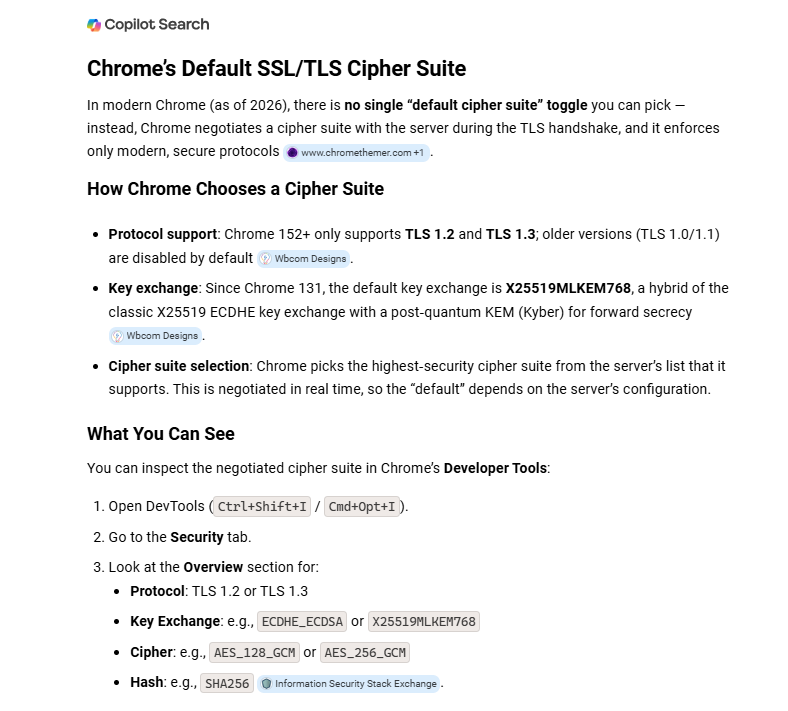 Copilot Search
Chrome’s Default SSL/TLS Cipher Suite
In modern Chrome (as of 2026), there is no single “default cipher suite” toggle you can pick —
instead, Chrome negotiates a cipher suite with the server during the TLS handshake, and it enforces
only modern, secure protocols www.chromethemer.com +1 .
How Chrome Chooses a Cipher Suite
• Protocol support: Chrome 152+ only supports TLS 1.2 and TLS 1.3; older versions (TLS 1.0/1.1)
are disabled by default Wbcom Designs .
• Key exchange: Since Chrome 131, the default key exchange is X25519MLKEM768, a hybrid of the
classic X25519 ECDHE key exchange with a post-quantum KEM (Kyber) for forward secrecy
Wbcom Designs .
• Cipher suite selection: Chrome picks the highest-security cipher suite from the server’s list that it
supports. This is negotiated in real time, so the “default” depends on the server’s configuration.
What You Can See
You can inspect the negotiated cipher suite in Chrome’s Developer Tools:
1. Open DevTools (Ctrl+Shift+I / Cmd+Opt+I).
2. Go to the Security tab.
3. Look at the Overview section for:
• Protocol: TLS 1.2 or TLS 1.3
• Key Exchange: e.g., ECDHE_ECDSA or X25519MLKEM768
• Cipher: e.g., AES_128_GCM or AES_256_GCM
• Hash: e.g., SHA256 Information Security Stack Exchange .